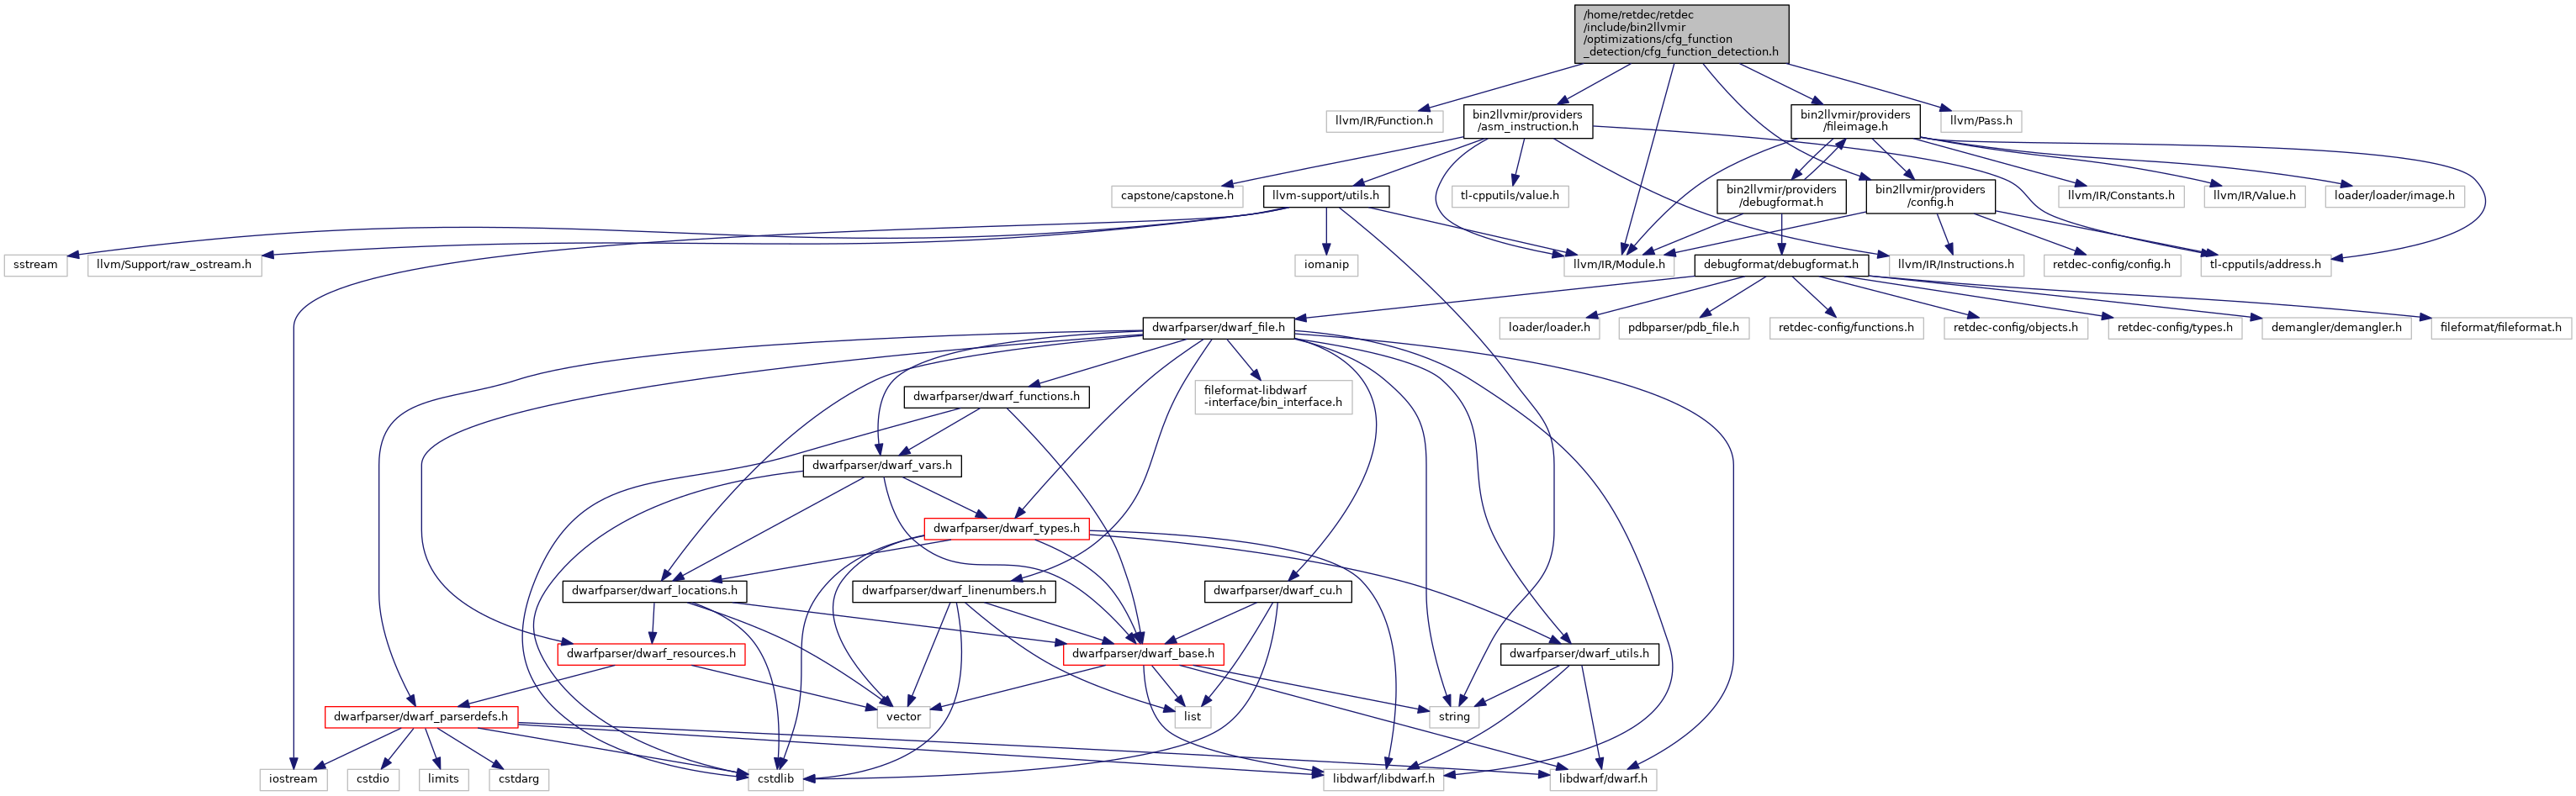 /home/retdec/retdec
/include/bin2llvmir
/optimizations/cfg_function
_detection/cfg_function_detection.h
llvm/IR/Function.h
bin2llvmir/providers
/asm_instruction.h
bin2llvmir/providers
/fileimage.h
llvm/Pass.h
capstone/capstone.h
llvm-support/utils.h
tl-cpputils/value.h
bin2llvmir/providers
/debugformat.h
bin2llvmir/providers
/config.h
llvm/IR/Constants.h
llvm/IR/Value.h
loader/loader/image.h
sstream
llvm/Support/raw_ostream.h
iomanip
llvm/IR/Module.h
debugformat/debugformat.h
llvm/IR/Instructions.h
retdec-config/config.h
tl-cpputils/address.h
dwarfparser/dwarf_file.h
loader/loader.h
pdbparser/pdb_file.h
retdec-config/functions.h
retdec-config/objects.h
retdec-config/types.h
demangler/demangler.h
fileformat/fileformat.h
dwarfparser/dwarf_functions.h
fileformat-libdwarf
-interface/bin_interface.h
dwarfparser/dwarf_vars.h
dwarfparser/dwarf_types.h
dwarfparser/dwarf_locations.h
dwarfparser/dwarf_linenumbers.h
dwarfparser/dwarf_cu.h
dwarfparser/dwarf_resources.h
dwarfparser/dwarf_base.h
dwarfparser/dwarf_utils.h
dwarfparser/dwarf_parserdefs.h
vector
list
string
iostream
cstdio
limits
cstdarg
cstdlib
libdwarf/libdwarf.h
libdwarf/dwarf.h